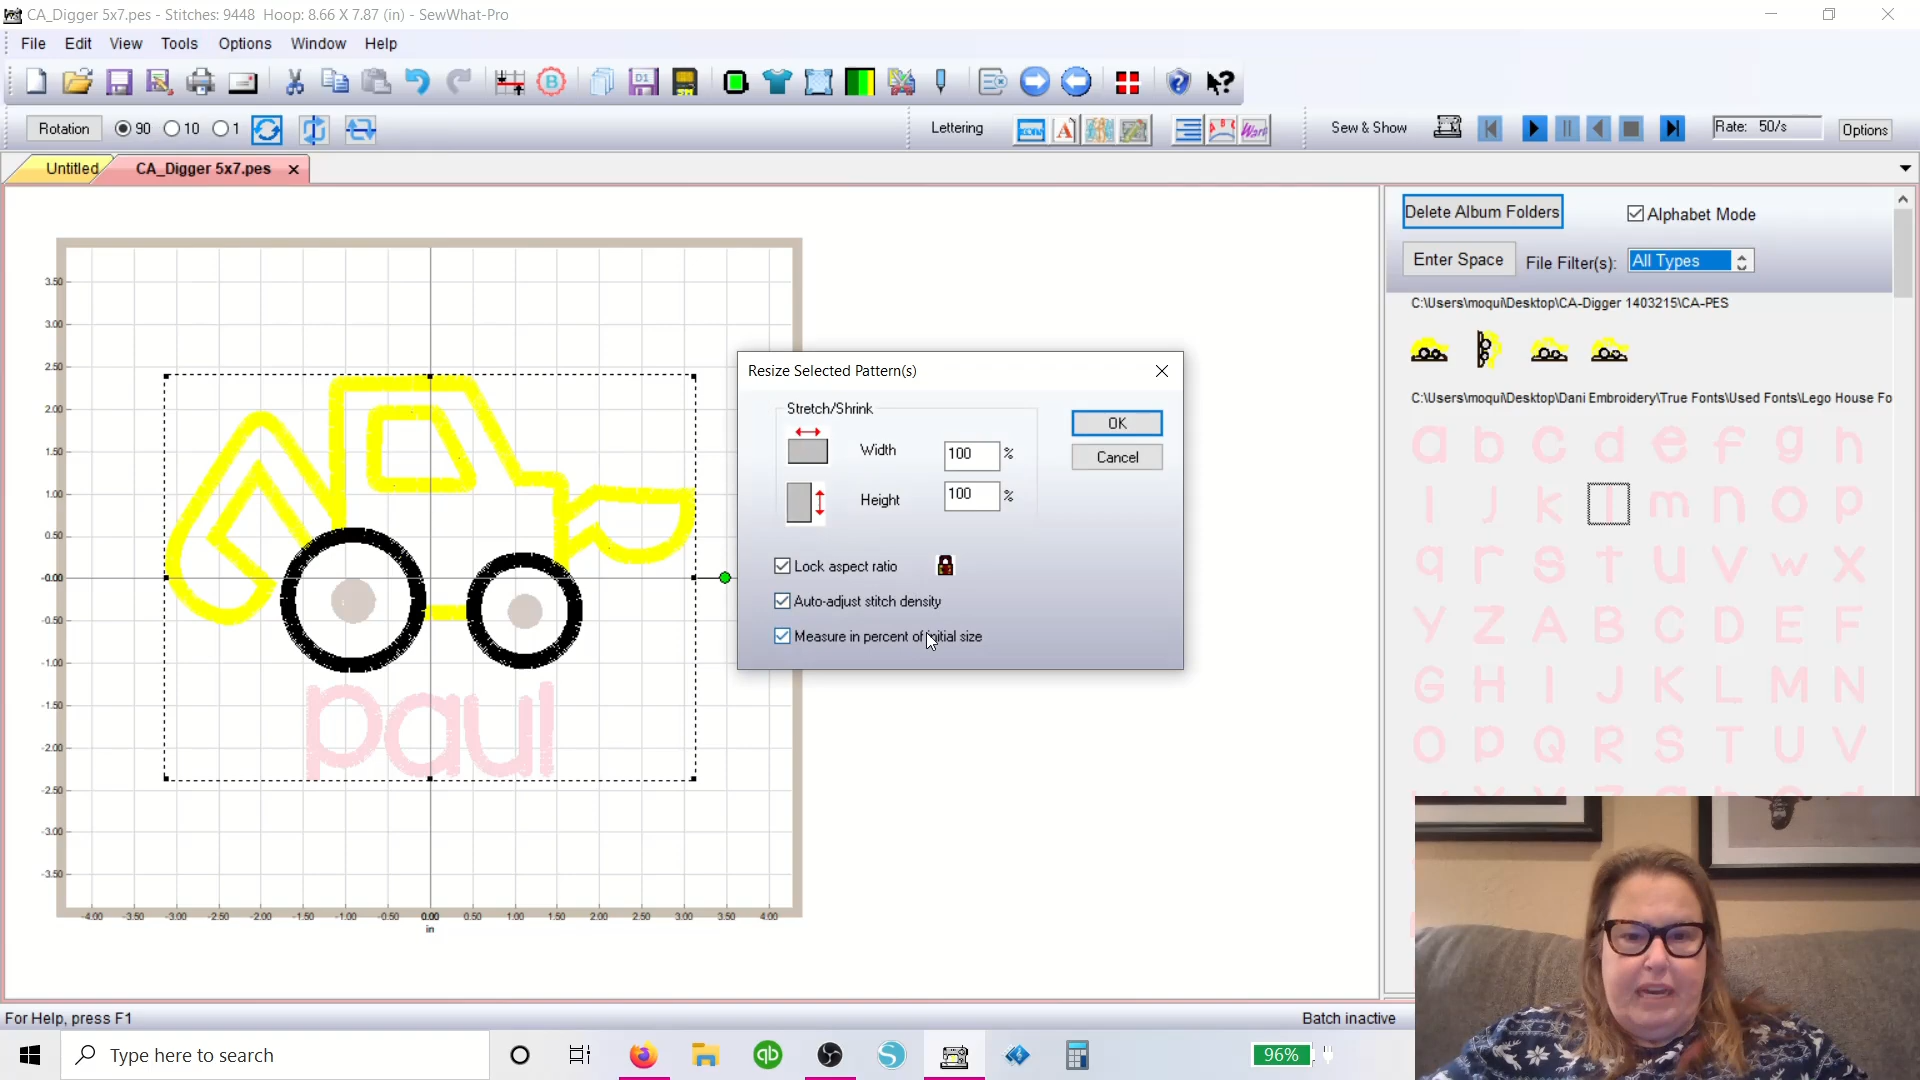 CA_Digger 5x7.pes - Stitches: 9448 Hoop: 8.66 X 7.87 (in) - SewWhat-Pro
File Edit View Tools Options Window Help
Rotation 90 10 1 Lettering Sew & Show Rate: 50/s Options
Untitled CA_Digger 5x7.pes
Delete Album Folders Alphabet Mode
Enter Space File Filter(s): All Types
C:\Users\moqui\Desktop\CA-Digger 1403215\CA-PES
C:\Users\moqui\Desktop\Dani Embroidery\True Fonts\Used Fonts\Lego House Fo
a b c d e f g h
i j k l m n o p
q r s t u v w x
y z A B C D E F
G H I J K L M N
O P Q R S T U V
3.50
3.00
2.50
2.00
1.50
1.00
0.50
-0.00
-0.50
-1.00
-1.50
-2.00
-2.50
-3.00
-3.50
-4.00 -3.50 -3.00 -2.50 -2.00 -1.50 -1.00 -0.50 0.00 0.50 1.00 1.50 2.00 2.50 3.00 3.50 4.00
in
paul
Resize Selected Pattern(s)
Stretch/Shrink
Width 100 %
Height 100 %
OK
Cancel
Lock aspect ratio
Auto-adjust stitch density
Measure in percent of initial size
For Help, press F1 Batch inactive
Type here to search 96%